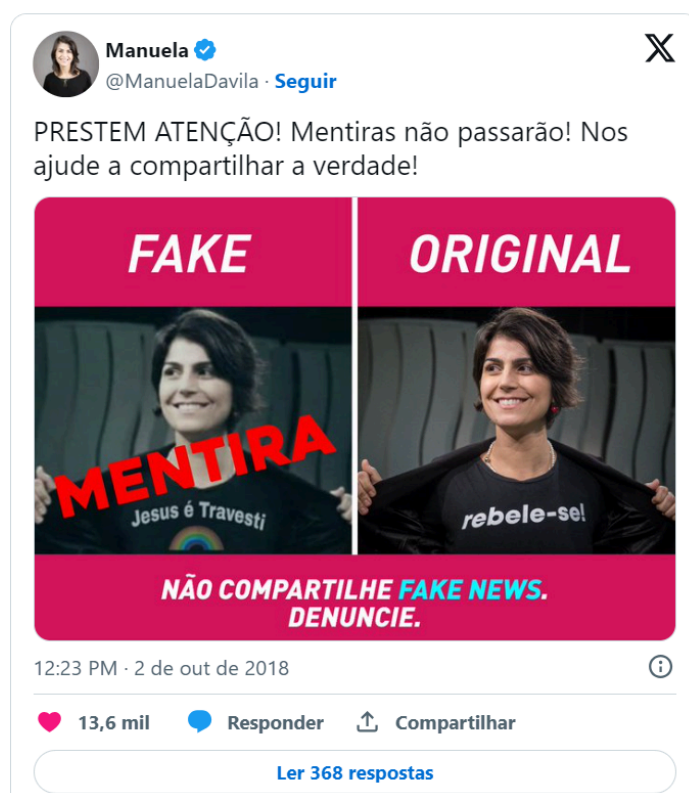 Manuela
@ManuelaDavila · Seguir
PRESTEM ATENÇÃO! Mentiras não passarão! Nos
ajude a compartilhar a verdade!
FAKE
ORIGINAL
MENTIRA
Jesus é Travesti
rebele-se!
NÃO COMPARTILHE FAKE NEWS.
DENUNCIE.
12:23 PM · 2 de out de 2018
13,6 mil Responder Compartilhar
Ler 368 respostas